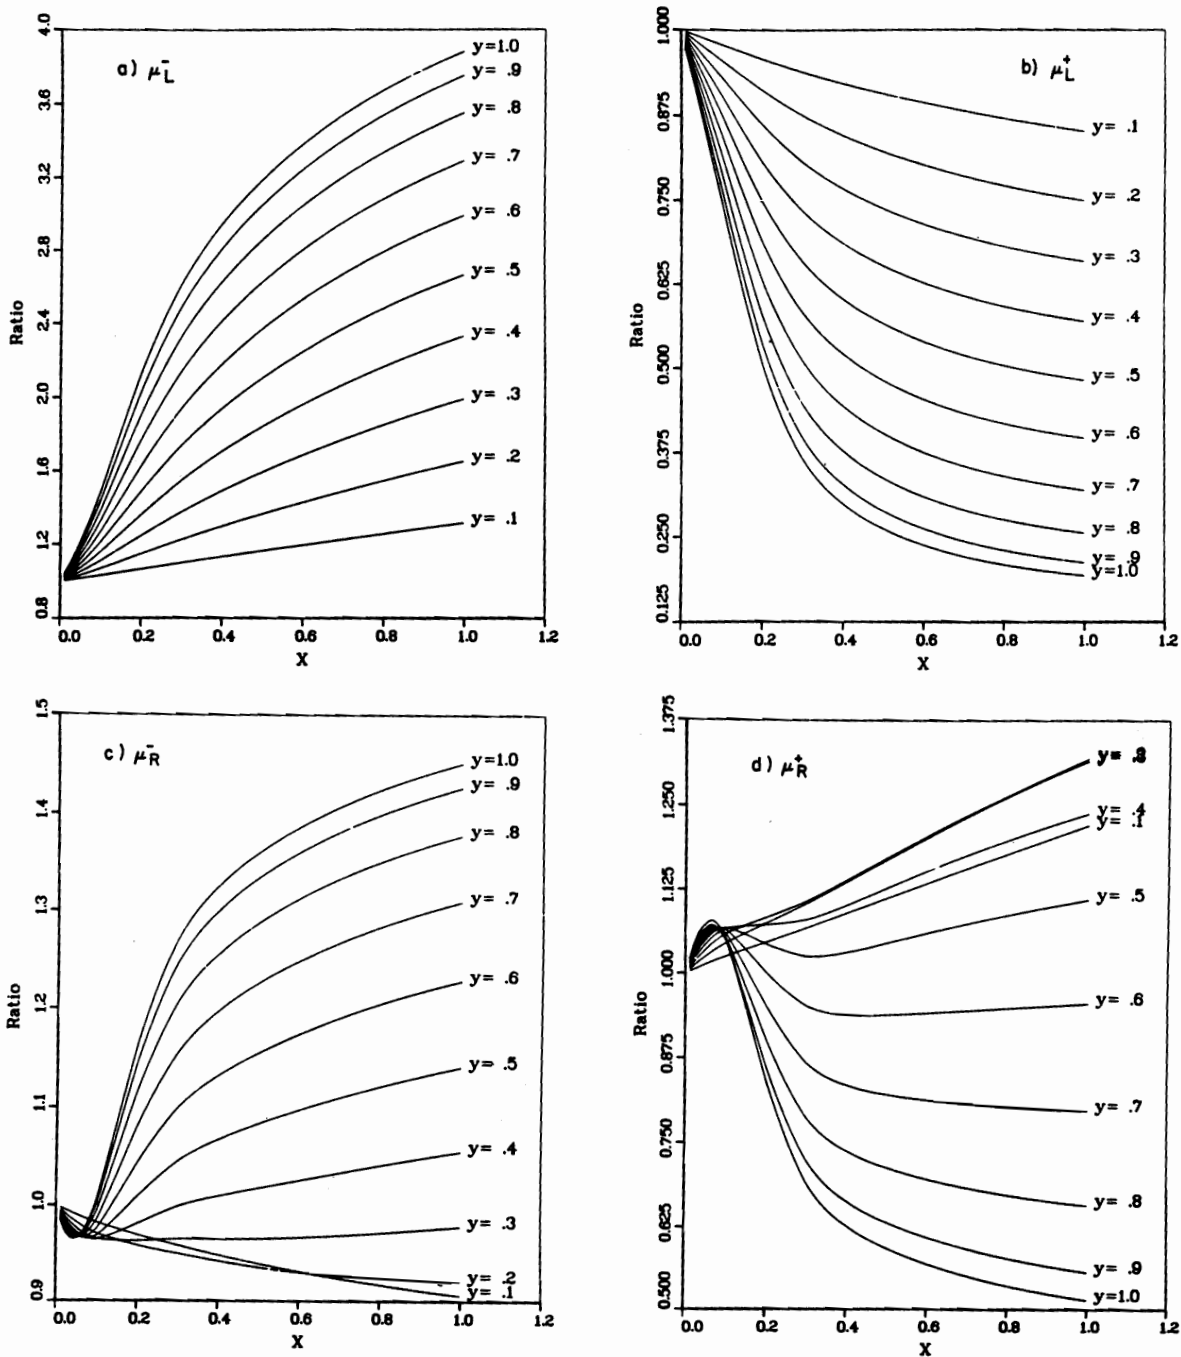 a) μL⁻
4.0
3.6
3.2
2.8
2.4
2.0
1.6
1.2
0.8
Ratio
y=1.0
y= .9
y= .8
y= .7
y= .6
y= .5
y= .4
y= .3
y= .2
y= .1
0.0 0.2 0.4 0.6 0.8 1.0 1.2
X
b) μL⁺
1.000
0.875
0.750
0.625
0.500
0.375
0.250
0.125
Ratio
y= .1
y= .2
y= .3
y= .4
y= .5
y= .6
y= .7
y= .8
y= .9
y=1.0
0.0 0.2 0.4 0.6 0.8 1.0 1.2
X
c) μR⁻
1.5
1.4
1.3
1.2
1.1
1.0
0.9
Ratio
y=1.0
y= .9
y= .8
y= .7
y= .6
y= .5
y= .4
y= .3
y= .2
y= .1
0.0 0.2 0.4 0.6 0.8 1.0 1.2
X
d) μR⁺
1.375
1.250
1.125
1.000
0.875
0.750
0.625
0.500
Ratio
y= .4
y= .1
y= .5
y= .6
y= .7
y= .8
y= .9
y=1.0
0.0 0.2 0.4 0.6 0.8 1.0 1.2
X